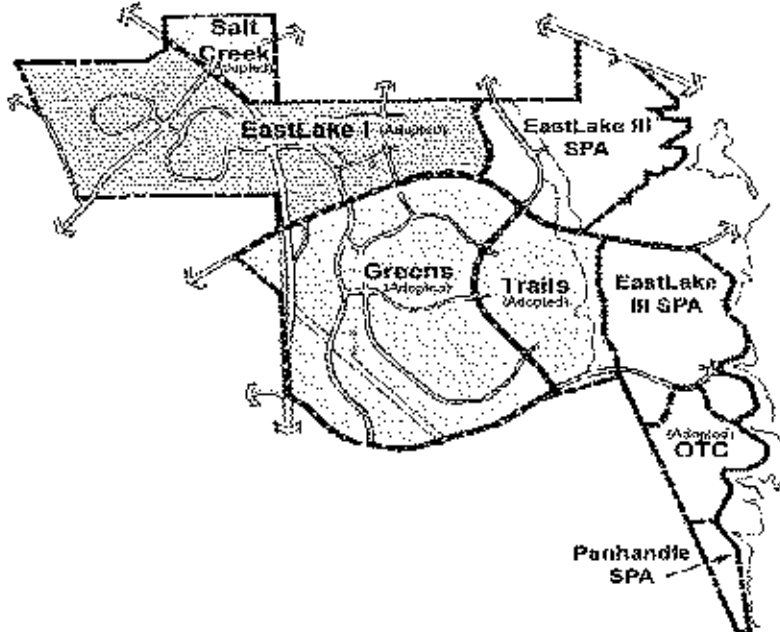 Salt
Creek
(Adopted)
EastLake I (Adopted)
EastLake III
SPA
Greens
(Adopted)
Trails
(Adopted)
EastLake
III SPA
(Adopted)
OTC
Panhandle
SPA